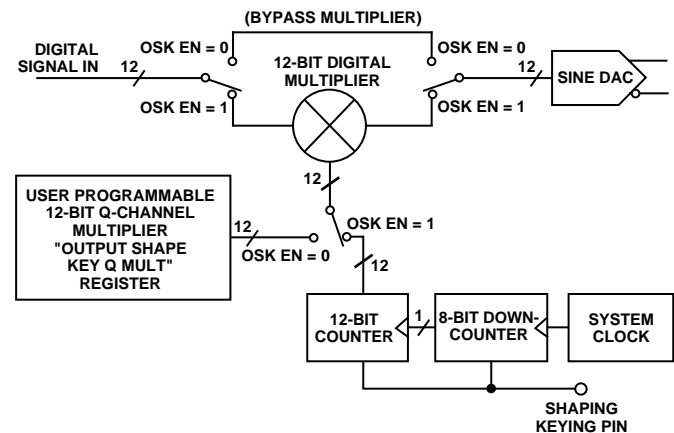 (BYPASS MULTIPLIER)
DIGITAL
SIGNAL IN
12
OSK EN = 0
OSK EN = 1
12-BIT DIGITAL
MULTIPLIER
OSK EN = 0
OSK EN = 1
12
SINE DAC
12
USER PROGRAMMABLE
12-BIT Q-CHANNEL
MULTIPLIER
"OUTPUT SHAPE
KEY Q MULT"
REGISTER
12
OSK EN = 0
OSK EN = 1
12
12-BIT
COUNTER
1
8-BIT DOWN-
COUNTER
SYSTEM
CLOCK
SHAPING
KEYING PIN